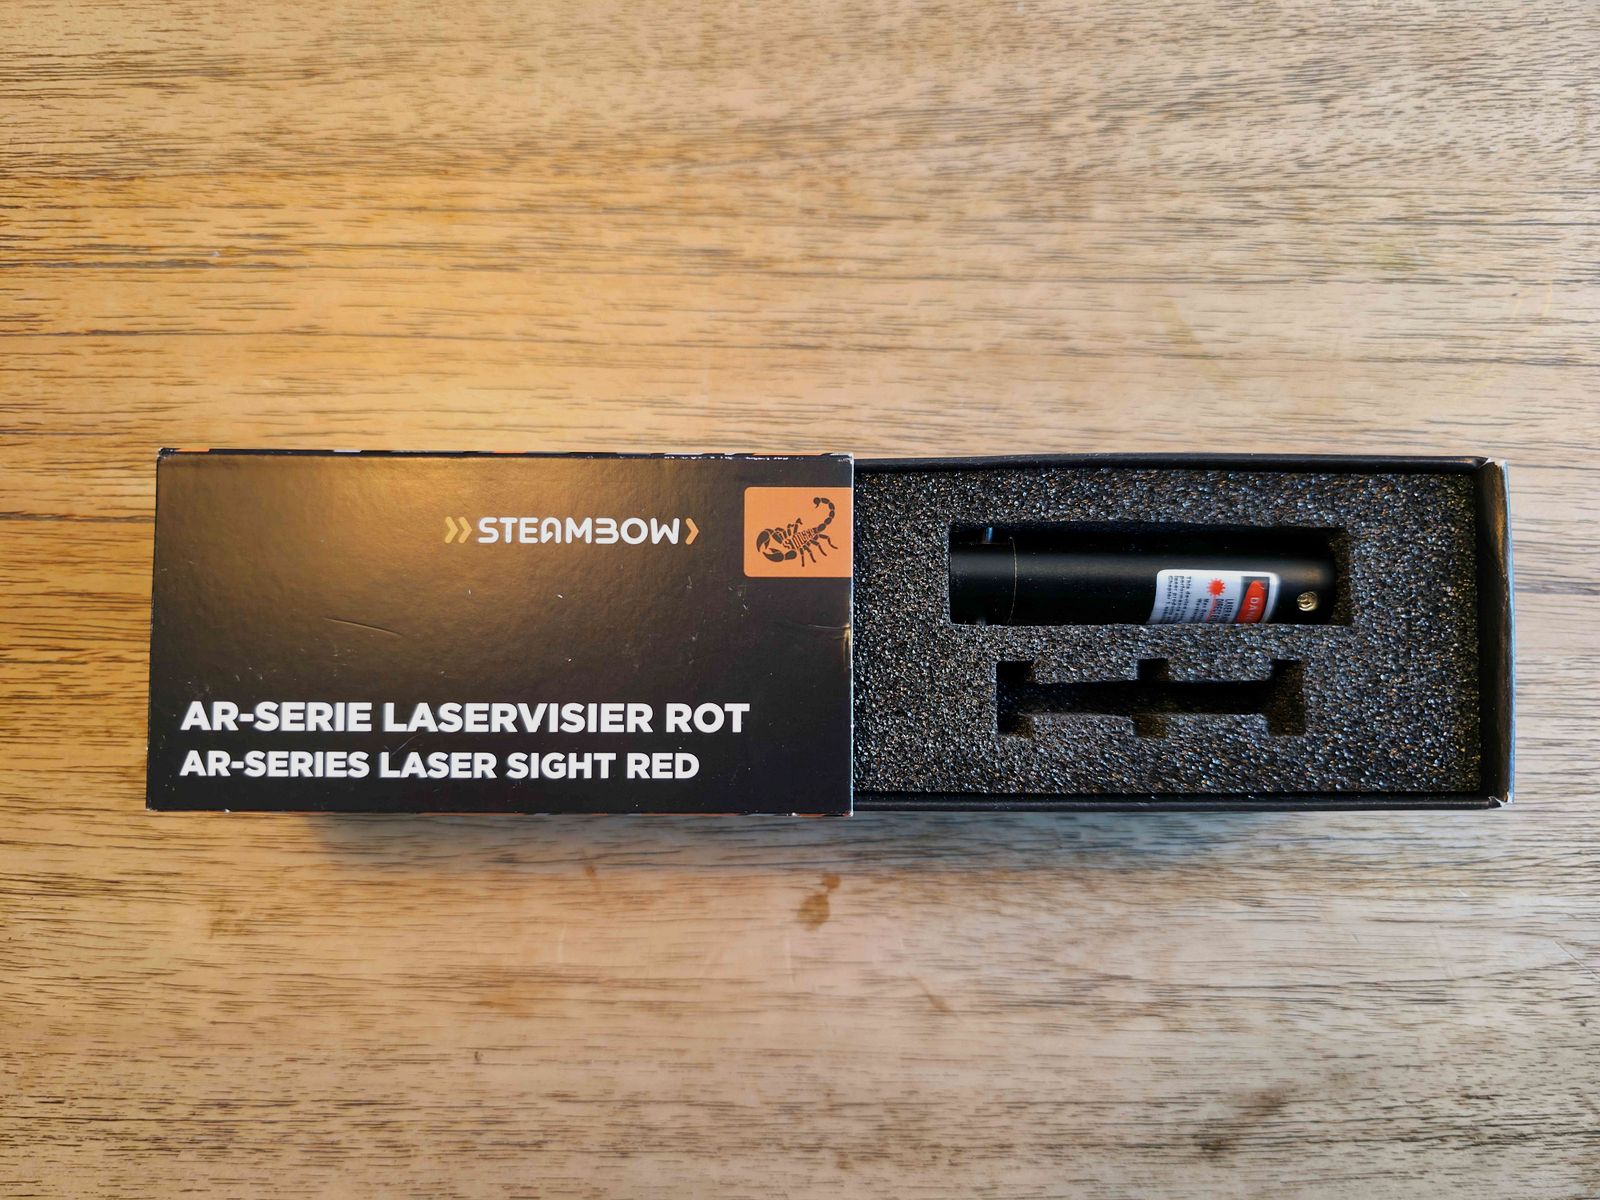 STEAMBOW
AR-SERIE LASERVISIER ROT
AR-SERIES LASER SIGHT RED